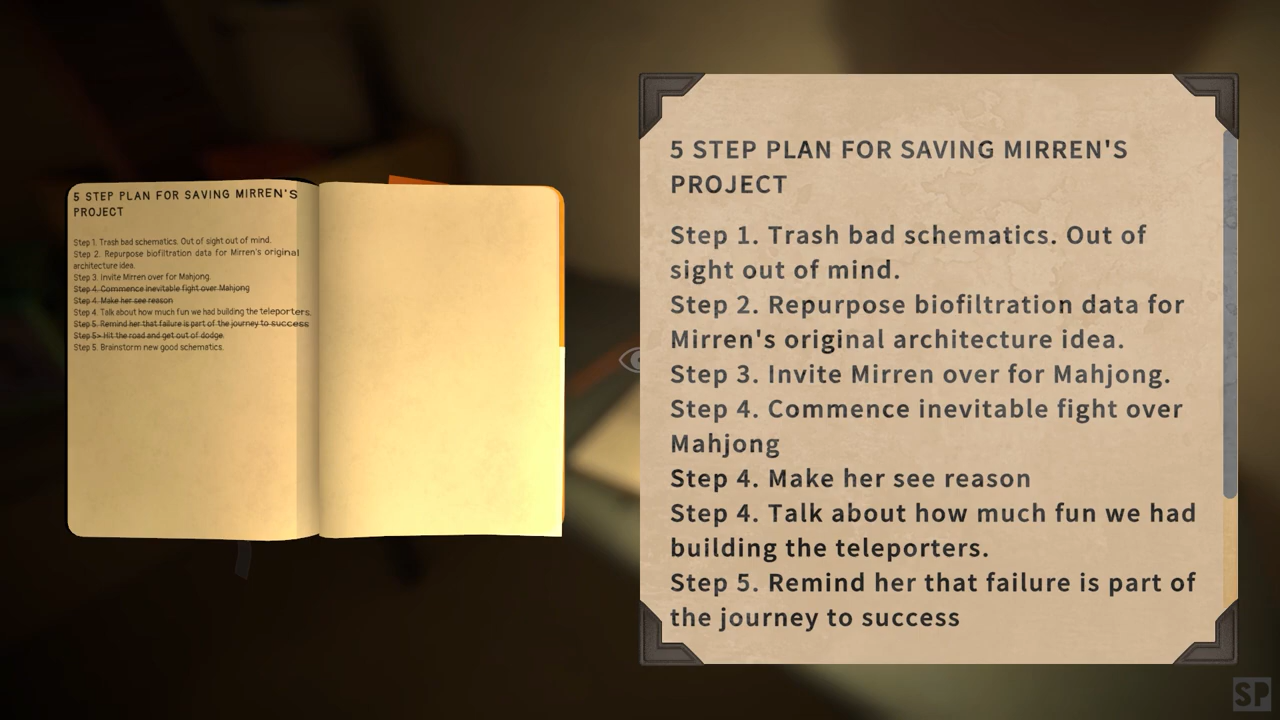 5 STEP PLAN FOR SAVING MIRREN'S
PROJECT
Step 1. Trash bad schematics. Out of sight out of mind.
Step 2. Repurpose biofiltration data for Mirren's original
architecture idea.
Step 3. Invite Mirren over for Mahjong.
Step 4. Commence inevitable fight over Mahjong
Step 4. Make her see reason
Step 4. Talk about how much fun we had building the teleporters.
Step 5. Remind her that failure is part of the journey to success
Step 5> Hit the road and get out of dodge.
Step 5. Brainstorm new good schematics.
5 STEP PLAN FOR SAVING MIRREN'S
PROJECT
Step 1. Trash bad schematics. Out of
sight out of mind.
Step 2. Repurpose biofiltration data for
Mirren's original architecture idea.
Step 3. Invite Mirren over for Mahjong.
Step 4. Commence inevitable fight over
Mahjong
Step 4. Make her see reason
Step 4. Talk about how much fun we had
building the teleporters.
Step 5. Remind her that failure is part of
the journey to success
SP